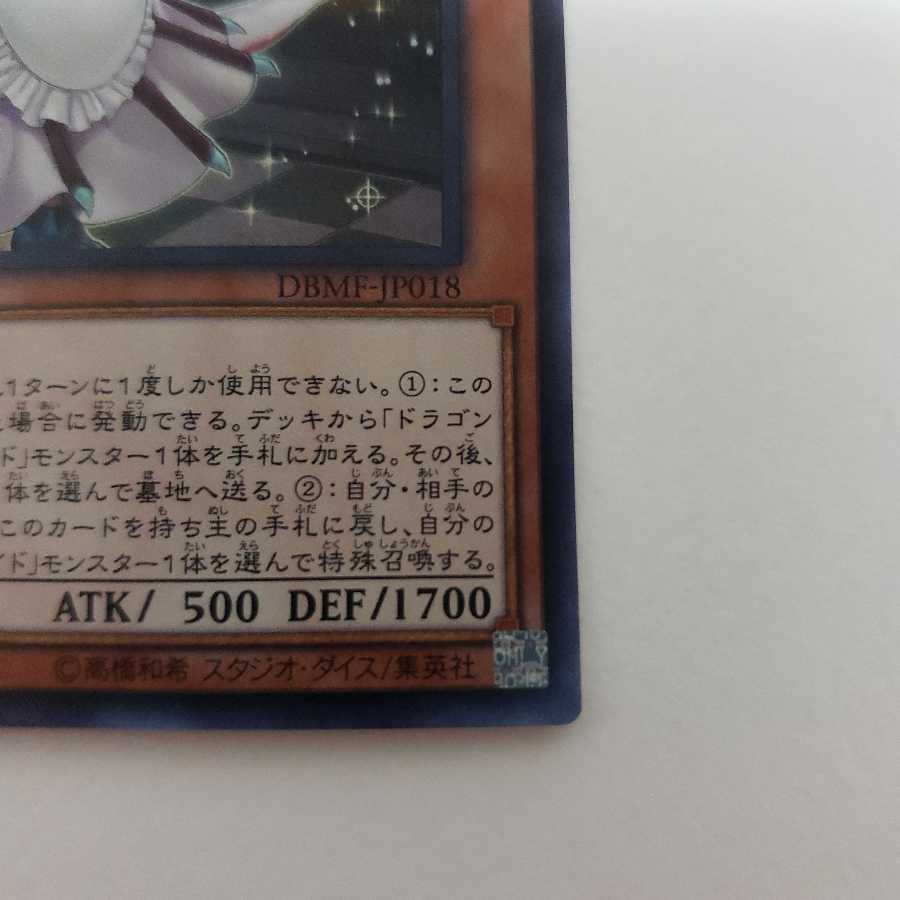 DBMF-JP018
1ターンに1度しか使用できない。①：この
場合に発動できる。デッキから「ドラゴン
ド」モンスター1体を手札に加える。その後、
体を選んで墓地へ送る。②：自分・相手の
このカードを持ち主の手札に戻し、自分の
イド」モンスター1体を選んで特殊召喚する。
ATK/ 500 DEF/1700
©高橋和希 スタジオ・ダイス/集英社